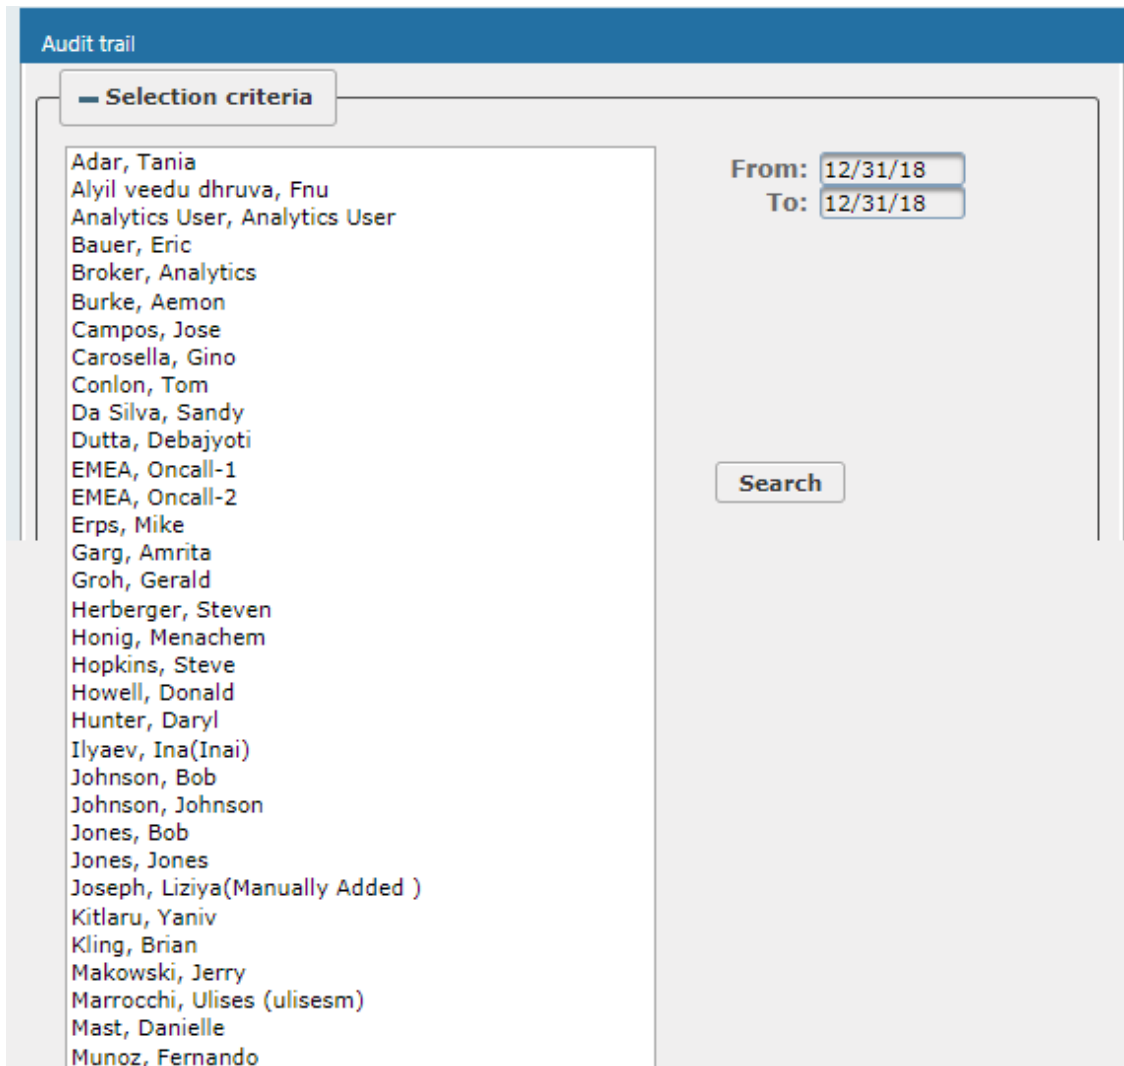 Audit trail
Selection criteria
Adar, Tania
Alyil veedu dhruva, Fnu
Analytics User, Analytics User
Bauer, Eric
Broker, Analytics
Burke, Aemon
Campos, Jose
Carosella, Gino
Conlon, Tom
Da Silva, Sandy
Dutta, Debajyoti
EMEA, Oncall-1
EMEA, Oncall-2
Erps, Mike
Garg, Amrita
Groh, Gerald
Herberger, Steven
Honig, Menachem
Hopkins, Steve
Howell, Donald
Hunter, Daryl
Ilyaev, Ina(Inai)
Johnson, Bob
Johnson, Johnson
Jones, Bob
Jones, Jones
Joseph, Liziya(Manually Added )
Kitlaru, Yaniv
Kling, Brian
Makowski, Jerry
Marrocchi, Ulises (ulisesm)
Mast, Danielle
Munoz, Fernando
From: 12/31/18
To: 12/31/18
Search